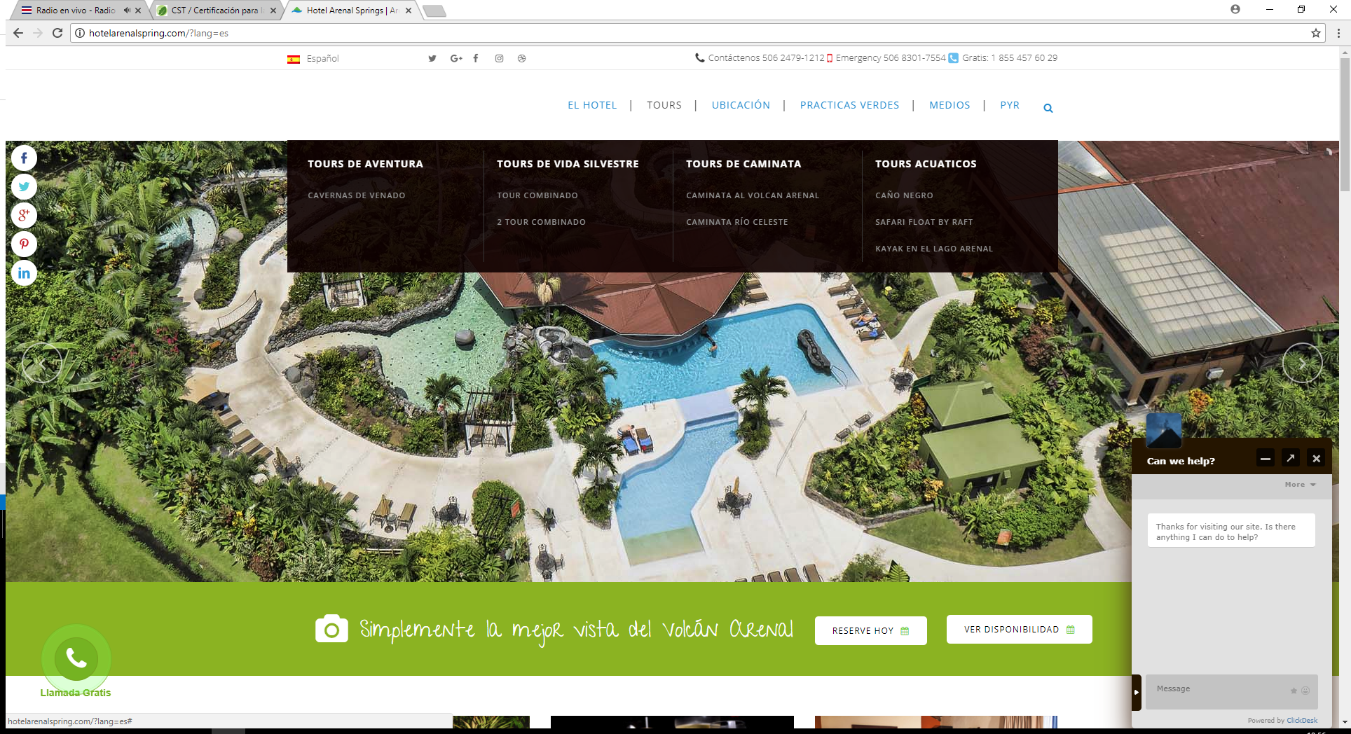 Radio en vivo - Radio
CST / Certificación para l
Hotel Arenal Springs | Ar
hotelarenalspring.com/?lang=es
Español
Contáctenos 506 2479-1212 Emergency 506 8301-7554 Gratis: 1 855 457 60 29
EL HOTEL | TOURS | UBICACIÓN | PRACTICAS VERDES | MEDIOS | PYR
TOURS DE AVENTURA
CAVERNAS DE VENADO
TOURS DE VIDA SILVESTRE
TOUR COMBINADO
2 TOUR COMBINADO
TOURS DE CAMINATA
CAMINATA AL VOLCAN ARENAL
CAMINATA RÍO CELESTE
TOURS ACUATICOS
CAÑO NEGRO
SAFARI FLOAT BY RAFT
KAYAK EN EL LAGO ARENAL
Simplemente la mejor vista del Volcán Arenal
RESERVE HOY
VER DISPONIBILIDAD
Llamada Gratis
Can we help?
More
Thanks for visiting our site. Is there
anything I can do to help?
Message
Powered by ClickDesk
hotelarenalspring.com/?lang=es#